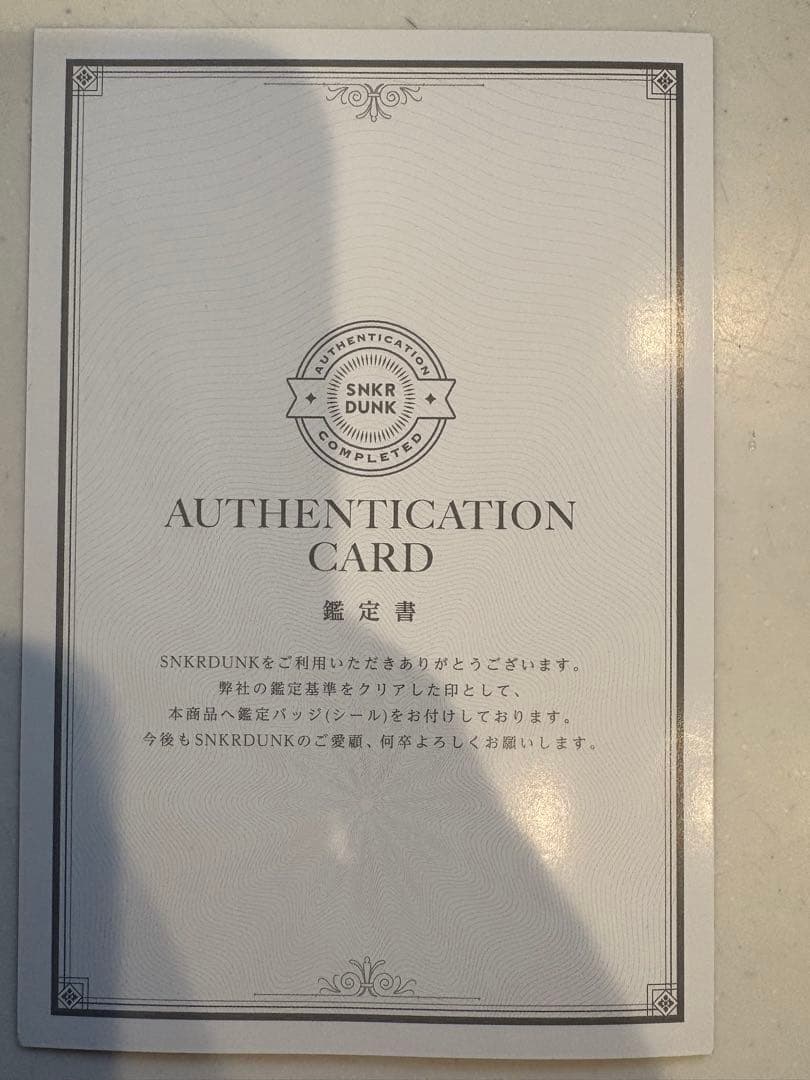 AUTHENTICATION
SNKR
DUNK
COMPLETED
AUTHENTICATION
CARD
鑑定書
SNKRDUNKをご利用いただきありがとうございます。
弊社の鑑定基準をクリアした印として、
本商品へ鑑定バッジ(シール)をお付けしております。
今後もSNKRDUNKのご愛顧、何卒よろしくお願いします。